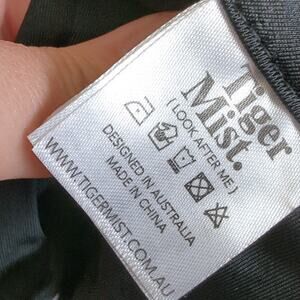 Tiger
Mist.
( LOOK AFTER ME )
DESIGNED IN AUSTRALIA
MADE IN CHINA
WWW.TIGERMIST.COM.AU